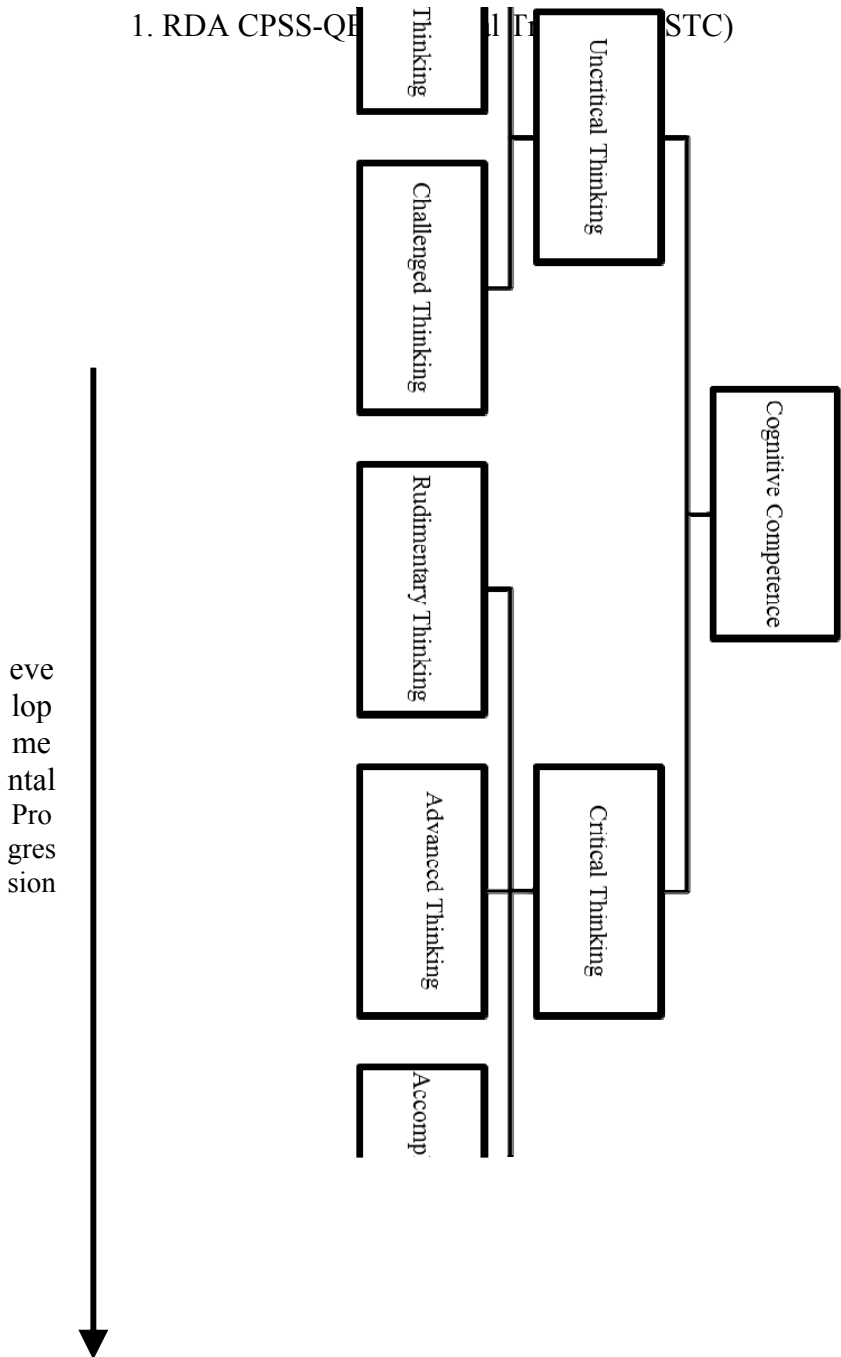 1. RDA CPSS-QE
STC)
Thinking
Uncritical Thinking
Challenged Thinking
Cognitive Competence
Rudimentary Thinking
Advanced Thinking
Critical Thinking
Accomp
eve
lop
me
ntal
Pro
gres
sion